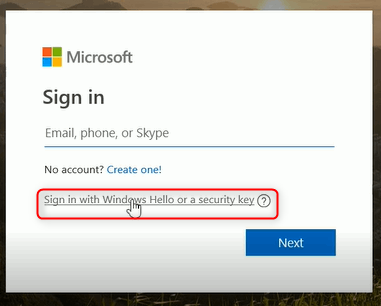 Microsoft
Sign in
Email, phone, or Skype
No account? Create one!
Sign in with Windows Hello or a security key ?
Next